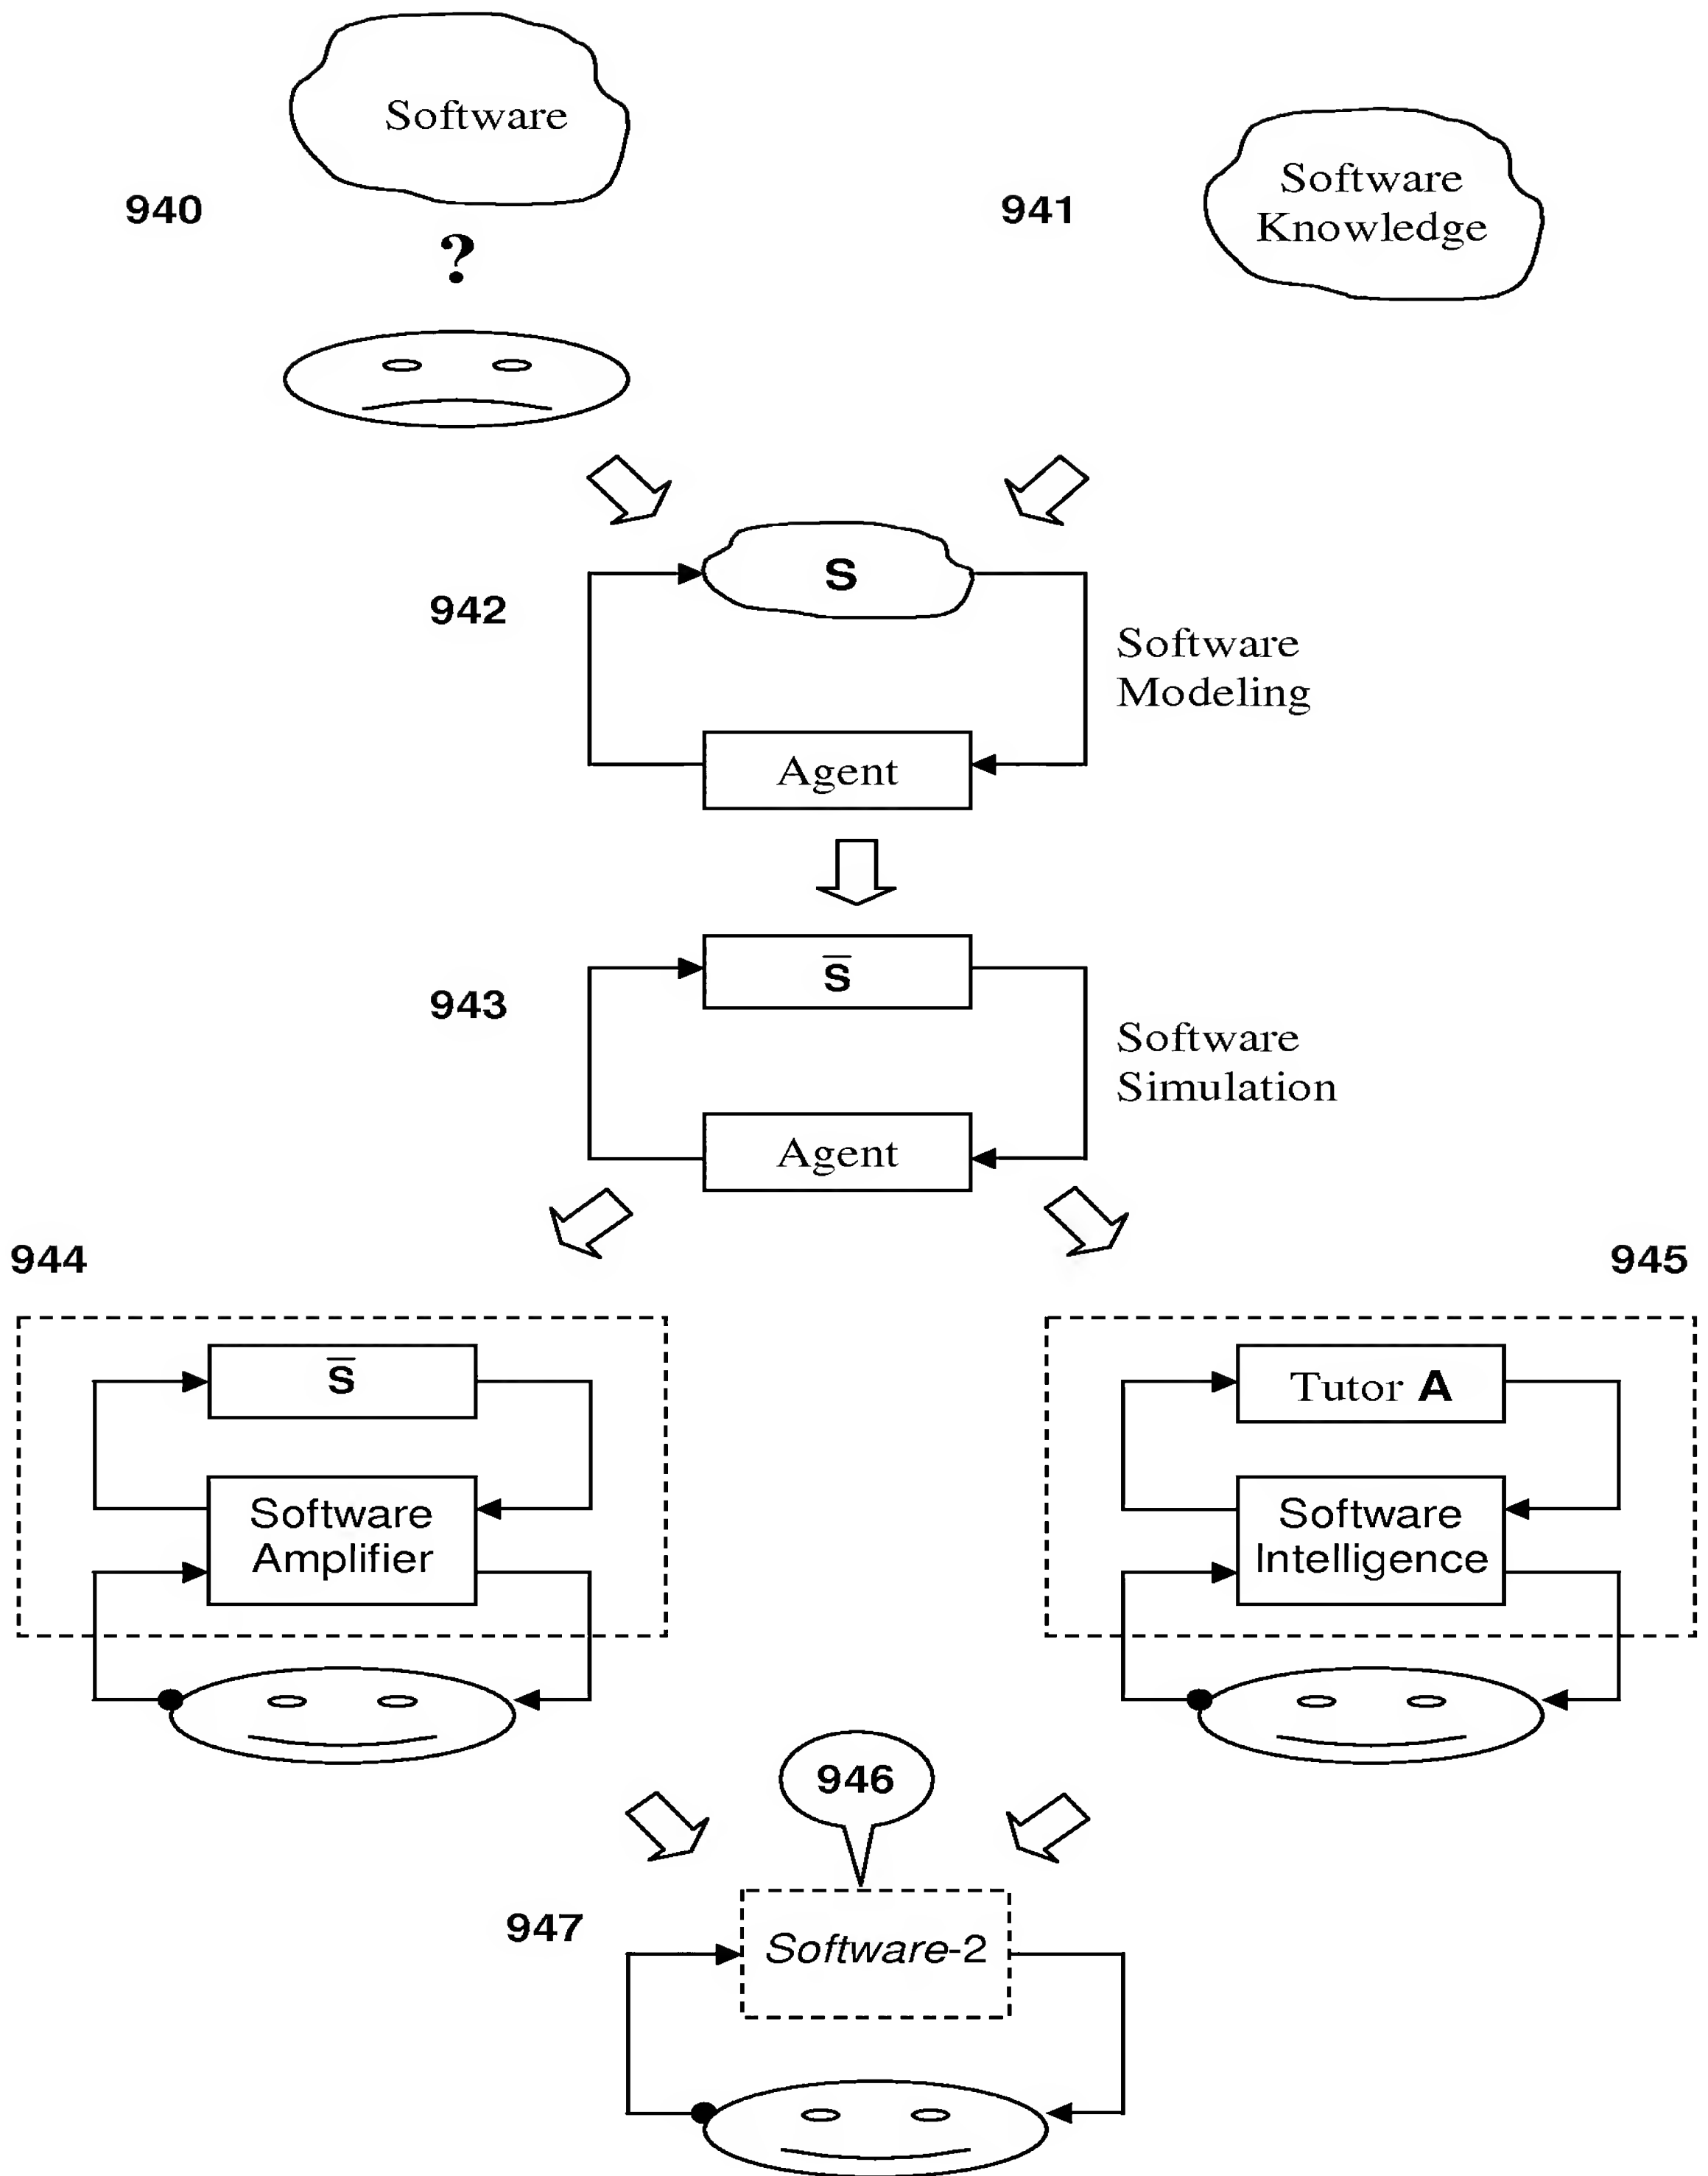 Software
940
?
941
Software
Knowledge
S
942
Software
Modeling
Agent
S̅
943
Software
Simulation
Agent
944
945
S̅
Software
Amplifier
Tutor A
Software
Intelligence
946
947
Software-2